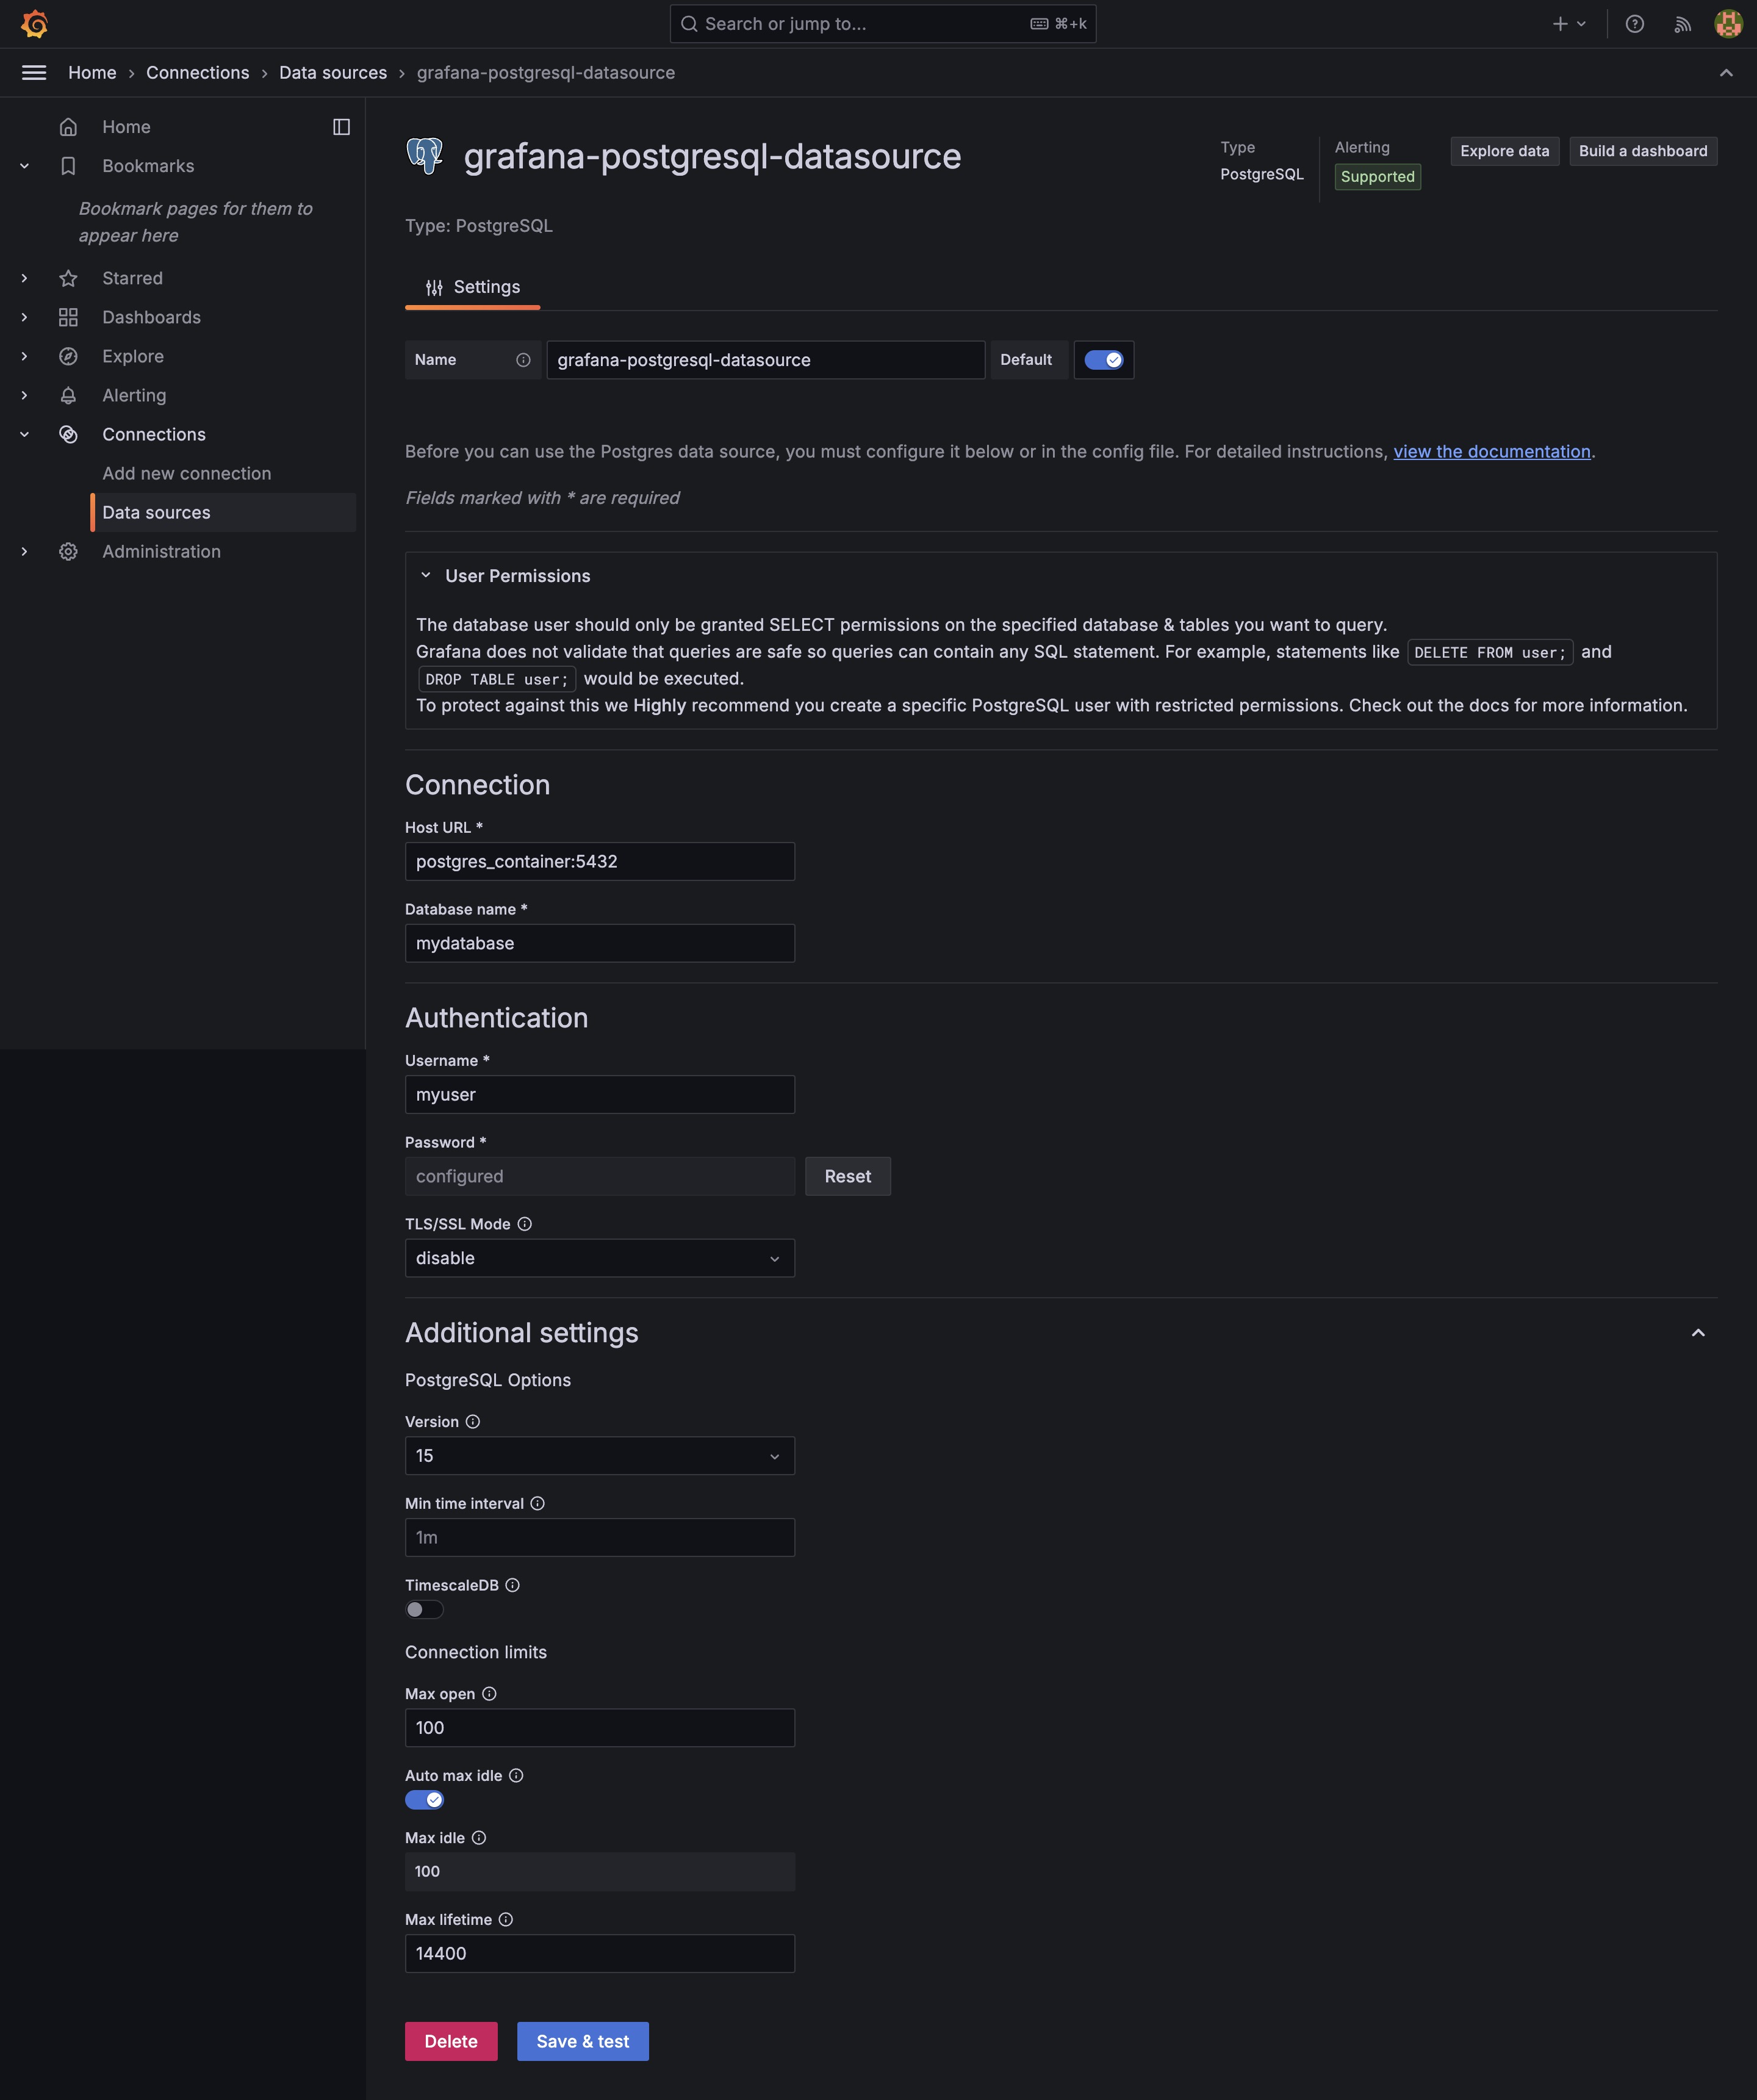 Search or jump to...
⌘+k
Home › Connections › Data sources › grafana-postgresql-datasource
Home
Bookmarks
Bookmark pages for them to
appear here
Starred
Dashboards
Explore
Alerting
Connections
Add new connection
Data sources
Administration
grafana-postgresql-datasource
Type
PostgreSQL
Alerting
Supported
Explore data
Build a dashboard
Type: PostgreSQL
Settings
Name
grafana-postgresql-datasource
Default
Before you can use the Postgres data source, you must configure it below or in the config file. For detailed instructions, view the documentation.
Fields marked with * are required
User Permissions
The database user should only be granted SELECT permissions on the specified database & tables you want to query.
Grafana does not validate that queries are safe so queries can contain any SQL statement. For example, statements like DELETE FROM user; and
DROP TABLE user; would be executed.
To protect against this we Highly recommend you create a specific PostgreSQL user with restricted permissions. Check out the docs for more information.
Connection
Host URL *
postgres_container:5432
Database name *
mydatabase
Authentication
Username *
myuser
Password *
configured
Reset
TLS/SSL Mode
disable
Additional settings
PostgreSQL Options
Version
15
Min time interval
1m
TimescaleDB
Connection limits
Max open
100
Auto max idle
Max idle
100
Max lifetime
14400
Delete
Save & test